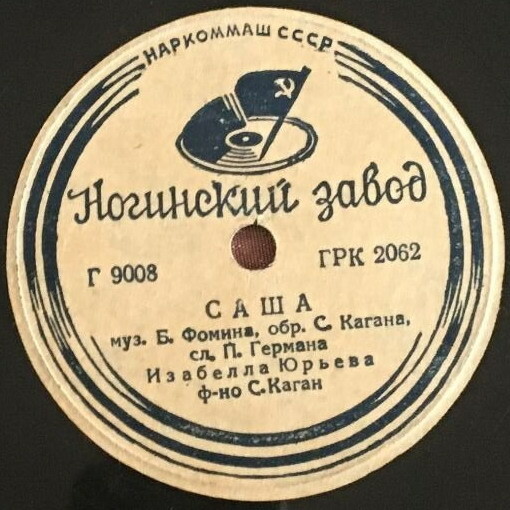 НАРКОММАШ СССР
Ногинский завод
Г 9008
ГРК 2062
САША
муз. Б. Фомина, обр. С. Кагана,
сл. П. Германа
Изабелла Юрьева
ф-но С.Каган